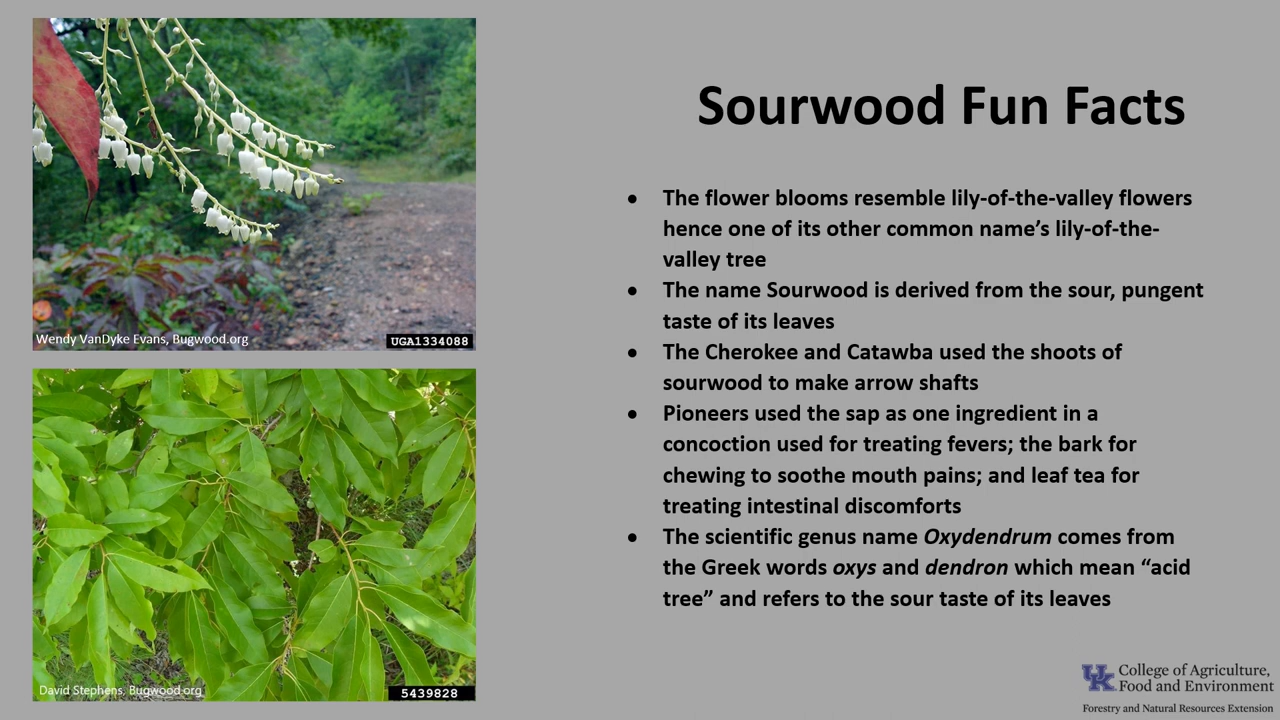 Wendy VanDyke Evans, Bugwood.org
UGA1334088
David Stephens, Bugwood.org
5439828
Sourwood Fun Facts
• The flower blooms resemble lily-of-the-valley flowers
hence one of its other common name’s lily-of-the-
valley tree
• The name Sourwood is derived from the sour, pungent
taste of its leaves
• The Cherokee and Catawba used the shoots of
sourwood to make arrow shafts
• Pioneers used the sap as one ingredient in a
concoction used for treating fevers; the bark for
chewing to soothe mouth pains; and leaf tea for
treating intestinal discomforts
• The scientific genus name Oxydendrum comes from
the Greek words oxys and dendron which mean “acid
tree” and refers to the sour taste of its leaves
UK College of Agriculture,
Food and Environment
Forestry and Natural Resources Extension